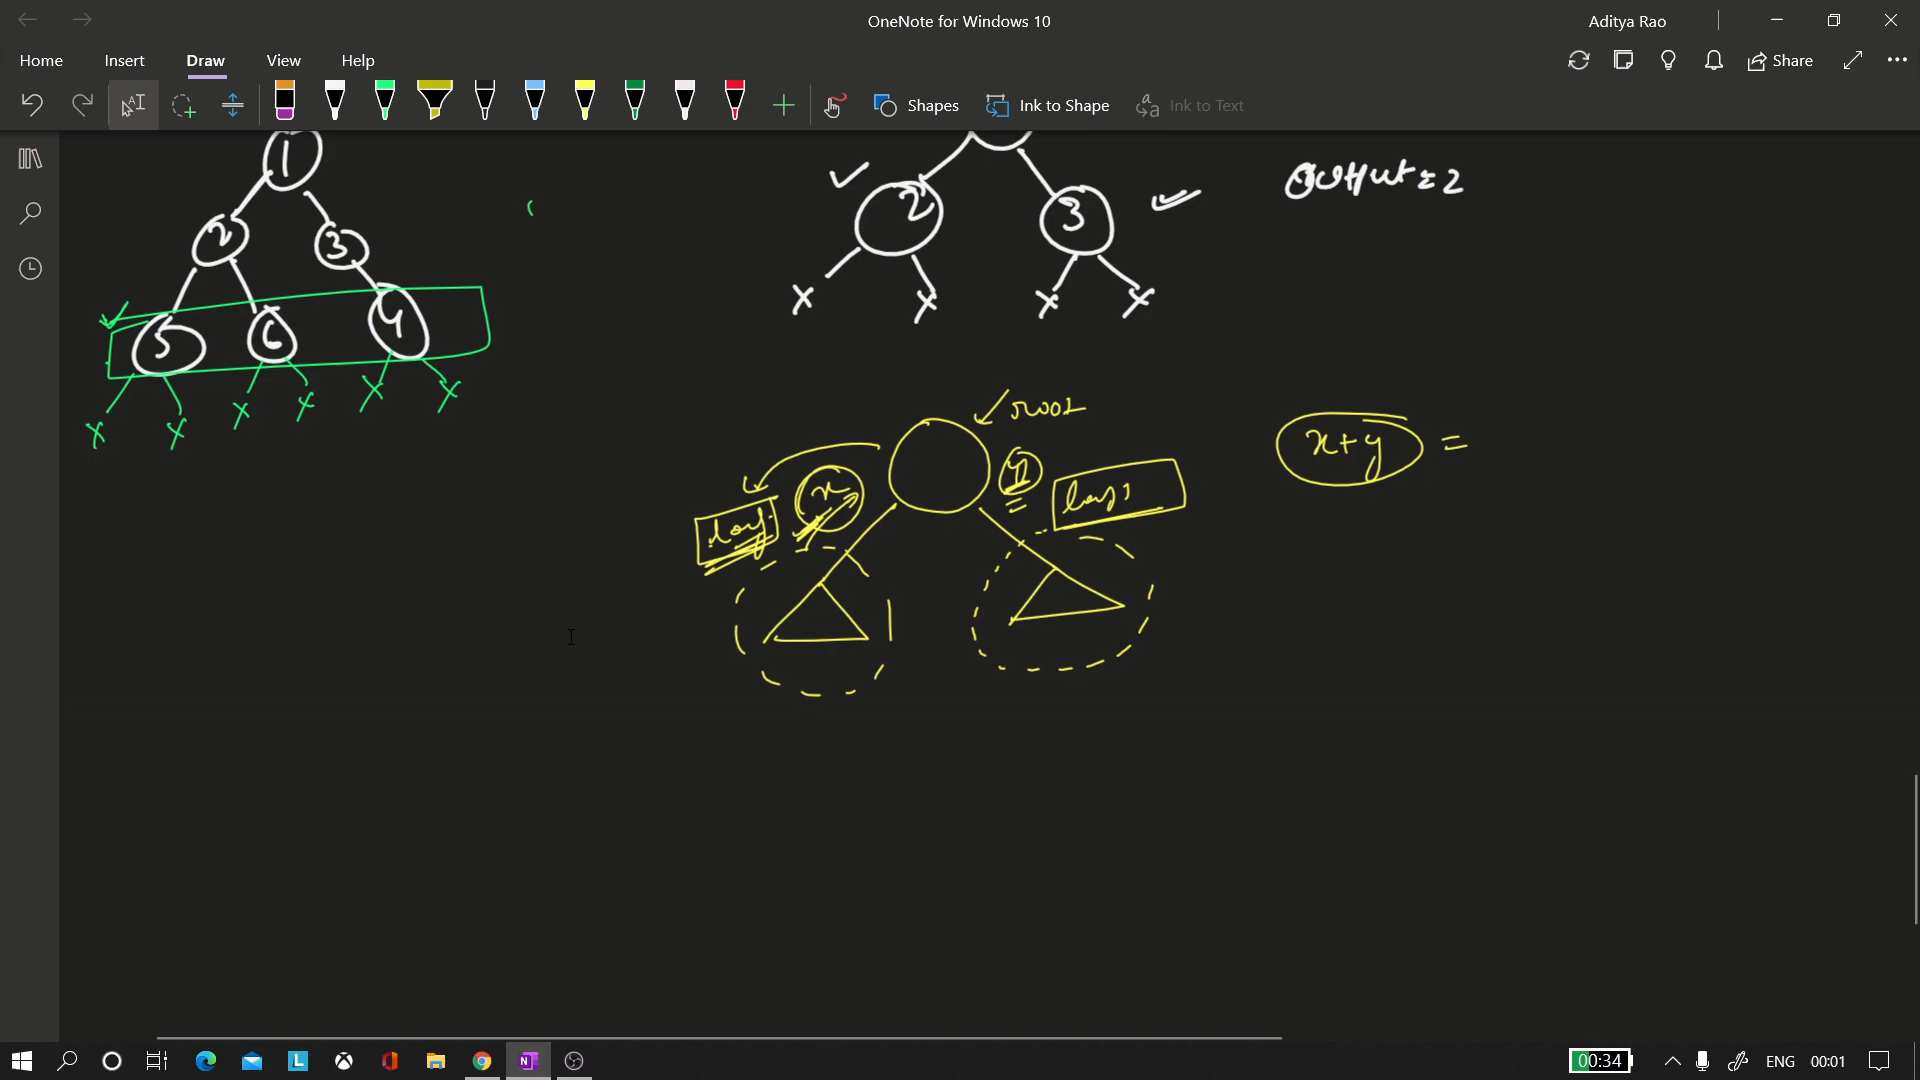 OneNote for Windows 10
Aditya Rao
Home Insert Draw View Help
Share
Shapes
Ink to Shape
Ink to Text
1
2 3
5 6 4
x x x x x x
2 3
x x x x
output = 2
root
x
y
x+y =
00:34
ENG
00:01